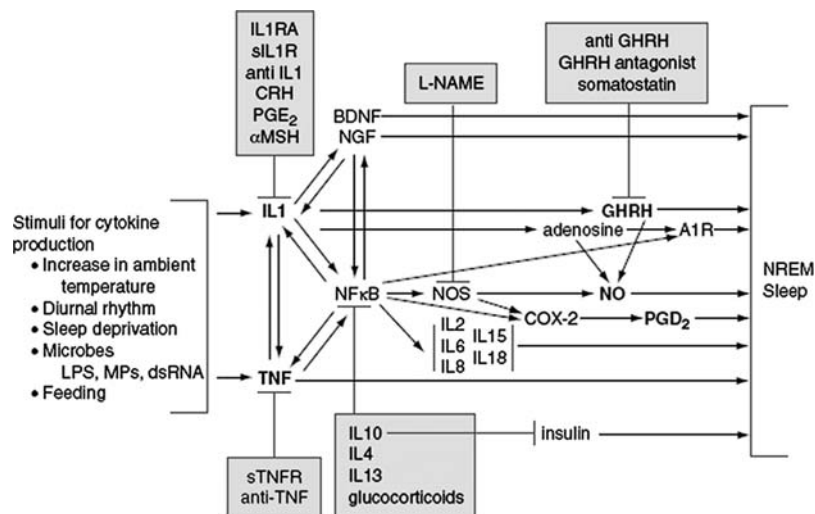 IL1RA
sIL1R
anti IL1
CRH
PGE₂
αMSH
L-NAME
anti GHRH
GHRH antagonist
somatostatin
BDNF
NGF
IL1
GHRH
adenosine
A1R
Stimuli for cytokine
production
• Increase in ambient
temperature
• Diurnal rhythm
• Sleep deprivation
• Microbes
LPS, MPs, dsRNA
• Feeding
NFκB
NOS
NO
COX-2
PGD₂
NREM
Sleep
IL2
IL6
IL8
IL15
IL18
TNF
IL10
IL4
IL13
glucocorticoids
insulin
sTNFR
anti-TNF